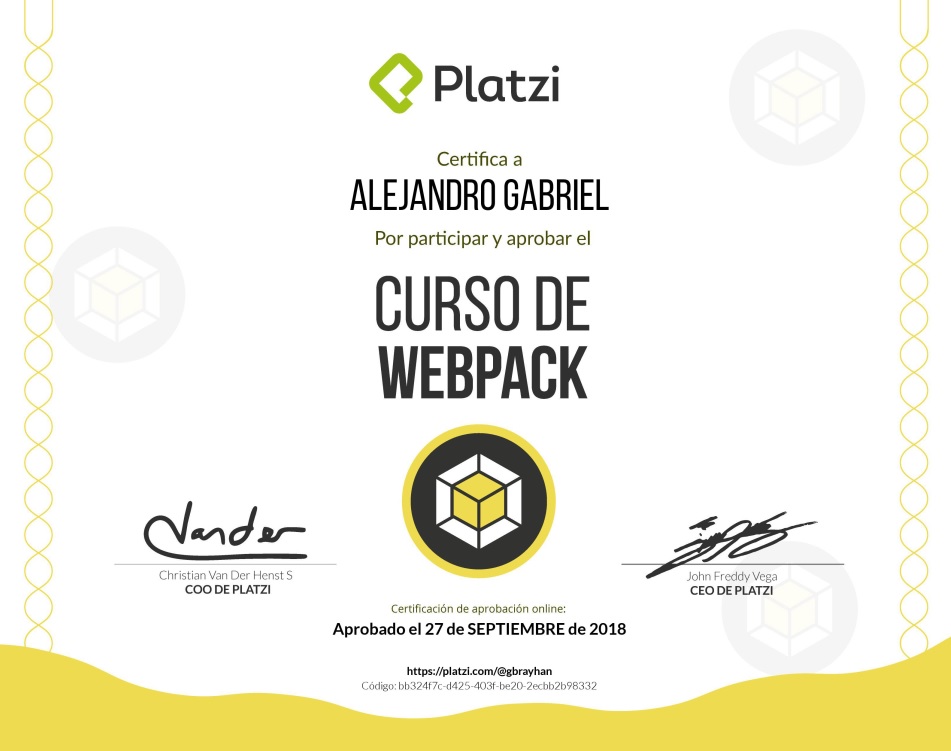 Platzi
Certifica a
ALEJANDRO GABRIEL
Por participar y aprobar el
CURSO DE
WEBPACK
Vander
Christian Van Der Henst S
COO DE PLATZI
John Freddy Vega
CEO DE PLATZI
Certificación de aprobación online:
Aprobado el 27 de SEPTIEMBRE de 2018
https://platzi.com/@gbrayhan
Código: bb324f7c-d425-403f-be20-2ecbb2b98332